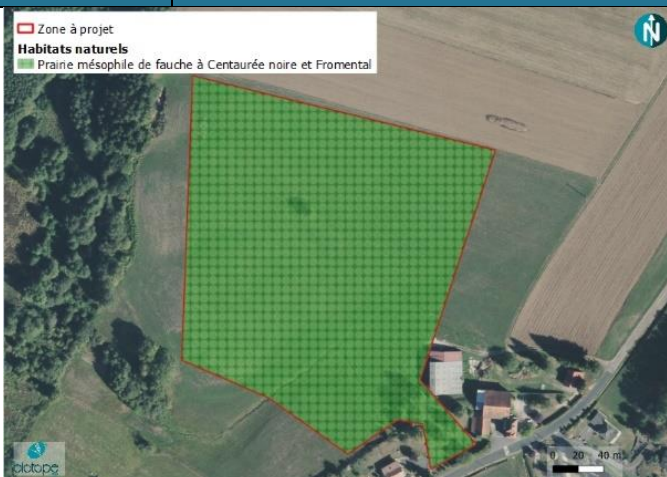 Zone à projet
Habitats naturels
Prairie mésophile de fauche à Centaurée noire et Fromental
N
biotope
0 20 40 m